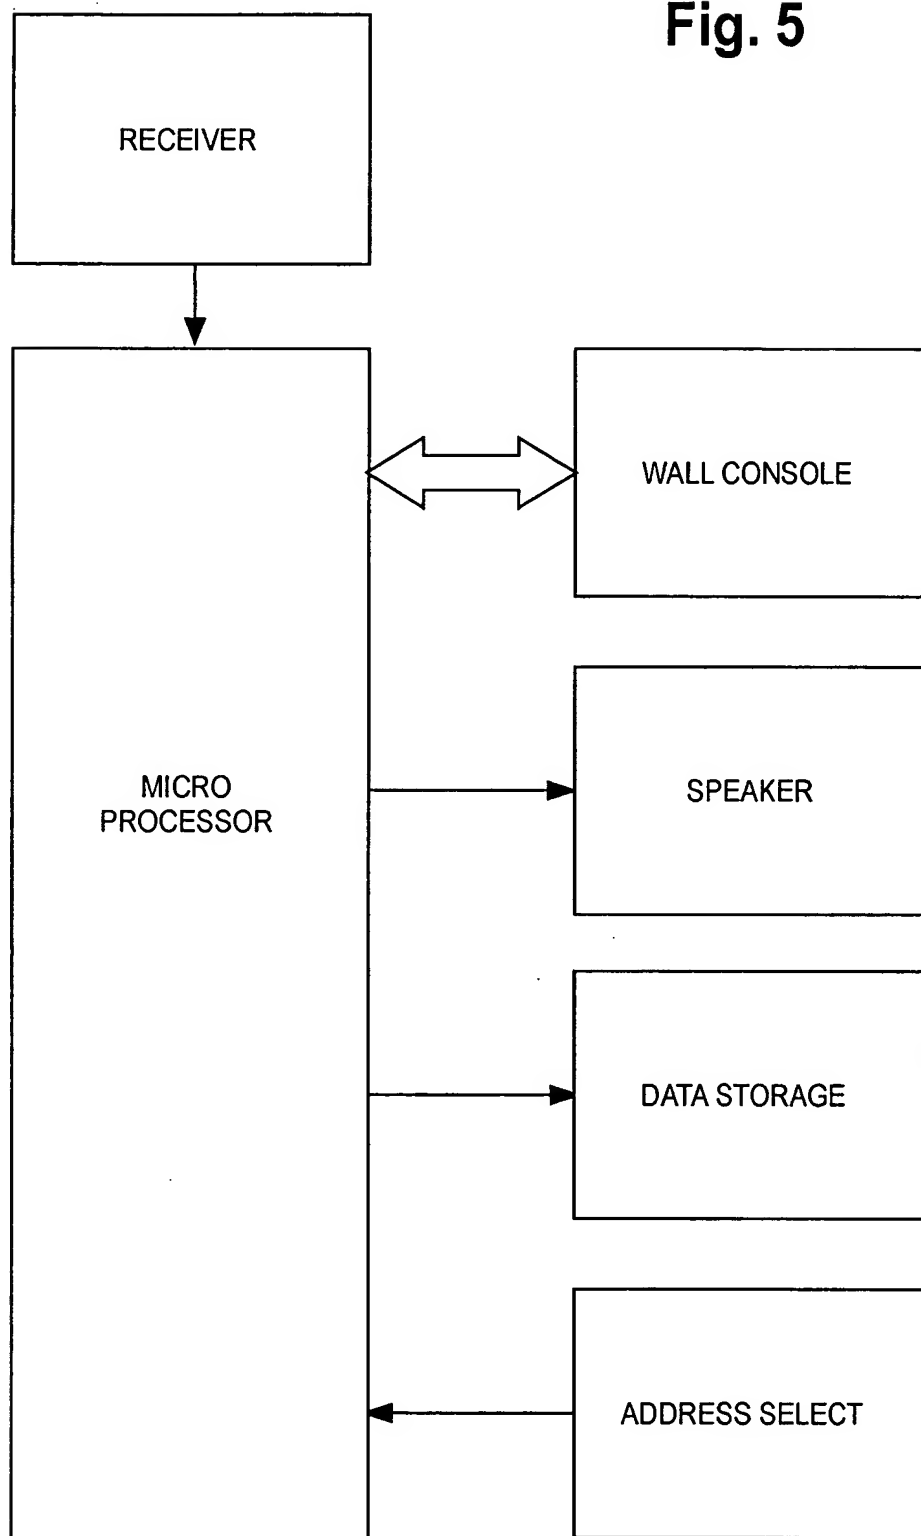 Fig. 5
RECEIVER
WALL CONSOLE
MICRO
PROCESSOR
SPEAKER
DATA STORAGE
ADDRESS SELECT